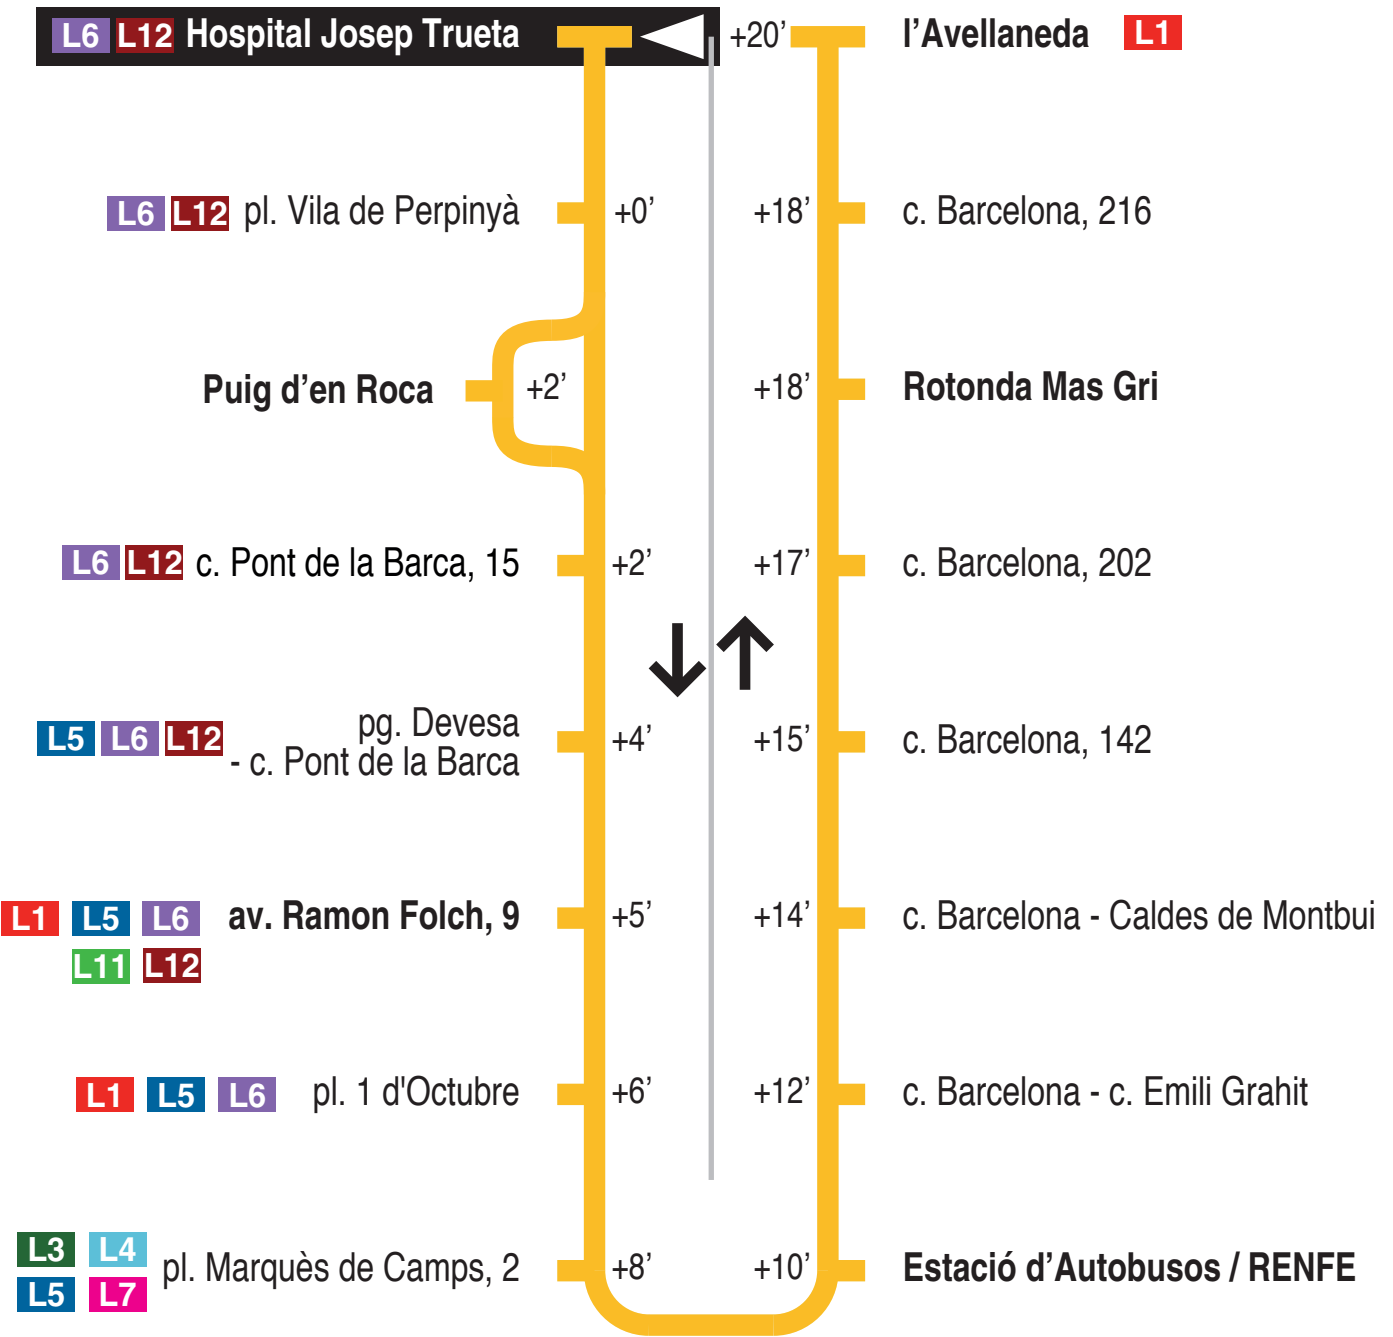 L6 L12 Hospital Josep Trueta
L6 L12 pl. Vila de Perpinyà +0’
Puig d’en Roca +2’
L6 L12 c. Pont de la Barca, 15 +2’
L5 L6 L12 pg. Devesa
- c. Pont de la Barca +4’
L1 L5 L6 av. Ramon Folch, 9 +5’
L11 L12
L1 L5 L6 pl. 1 d'Octubre +6’
L3 L4
L5 L7 pl. Marquès de Camps, 2 +8’
+20’ l’Avellaneda L1
+18’ c. Barcelona, 216
+18’ Rotonda Mas Gri
+17’ c. Barcelona, 202
+15’ c. Barcelona, 142
+14’ c. Barcelona - Caldes de Montbui
+12’ c. Barcelona - c. Emili Grahit
+10’ Estació d’Autobusos / RENFE